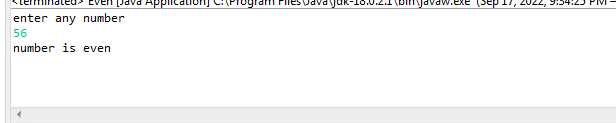 <terminated> Even [Java Application] C:\Program Files\Java\jdk-18.0.2.1\bin\javaw.exe (Sep 17, 2022, 9:54:25 PM –
enter any number
56
number is even